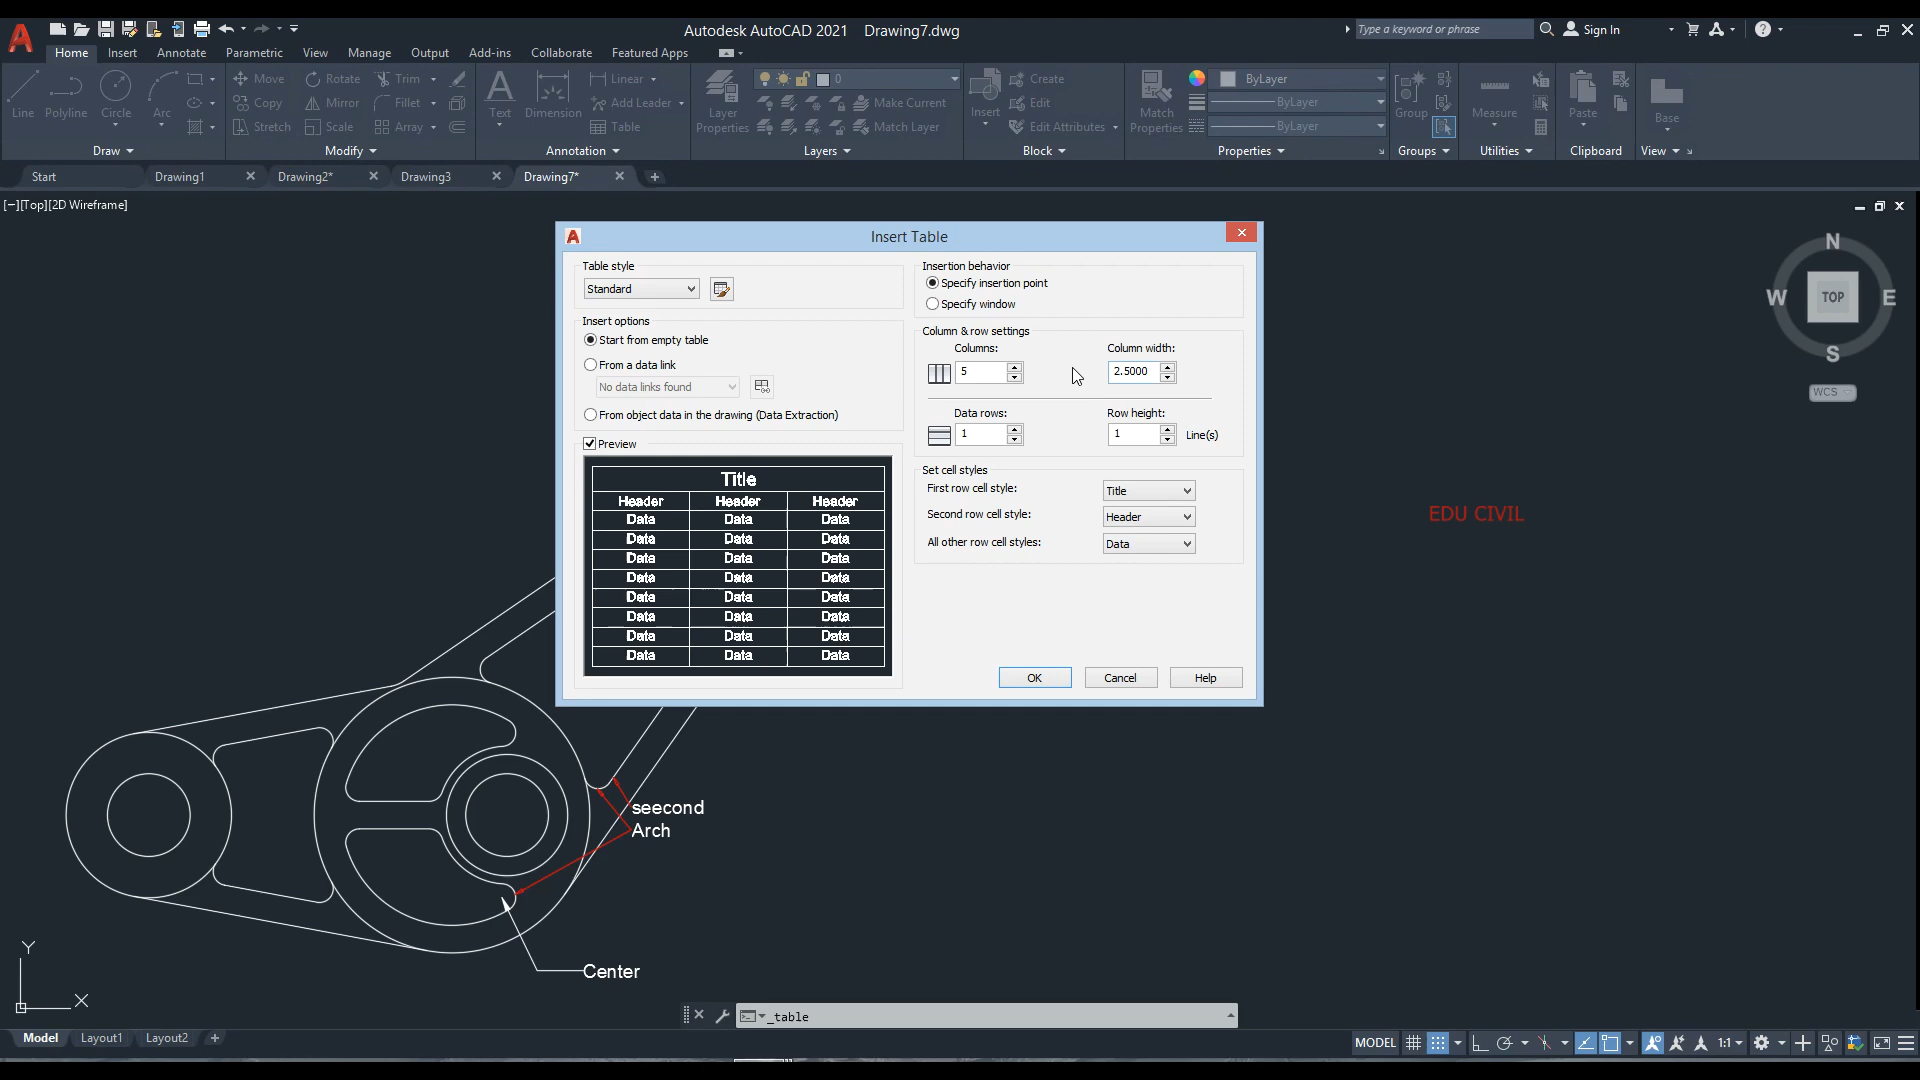 Autodesk AutoCAD 2021 Drawing7.dwg
Type a keyword or phrase
Sign In
Home Insert Annotate Parametric View Manage Output Add-ins Collaborate Featured Apps
Line Polyline Circle Arc
Move Rotate Trim
Copy Mirror Fillet
Stretch Scale Array
Text Dimension
Linear
Add Leader
Table
Layer Properties
0
Make Current
Match Layer
Insert
Create
Edit
Edit Attributes
Match Properties
ByLayer
ByLayer
ByLayer
Group
Measure
Paste
Base
Draw Modify Annotation Layers Block Properties Groups Utilities Clipboard View
Start Drawing1 Drawing2* Drawing3 Drawing7*
[−][Top][2D Wireframe]
Insert Table
Table style
Standard
Insert options
Start from empty table
From a data link
No data links found
From object data in the drawing (Data Extraction)
Preview
Title
Header Header Header
Data Data Data
Data Data Data
Data Data Data
Data Data Data
Data Data Data
Data Data Data
Data Data Data
Data Data Data
Insertion behavior
Specify insertion point
Specify window
Column & row settings
Columns: Column width:
5 2.5000
Data rows: Row height:
1 1 Line(s)
Set cell styles
First row cell style: Title
Second row cell style: Header
All other row cell styles: Data
OK Cancel Help
N
W TOP E
S
WCS
EDU CIVIL
seecond
Arch
Center
Y
X
_table
Model Layout1 Layout2
MODEL 1:1